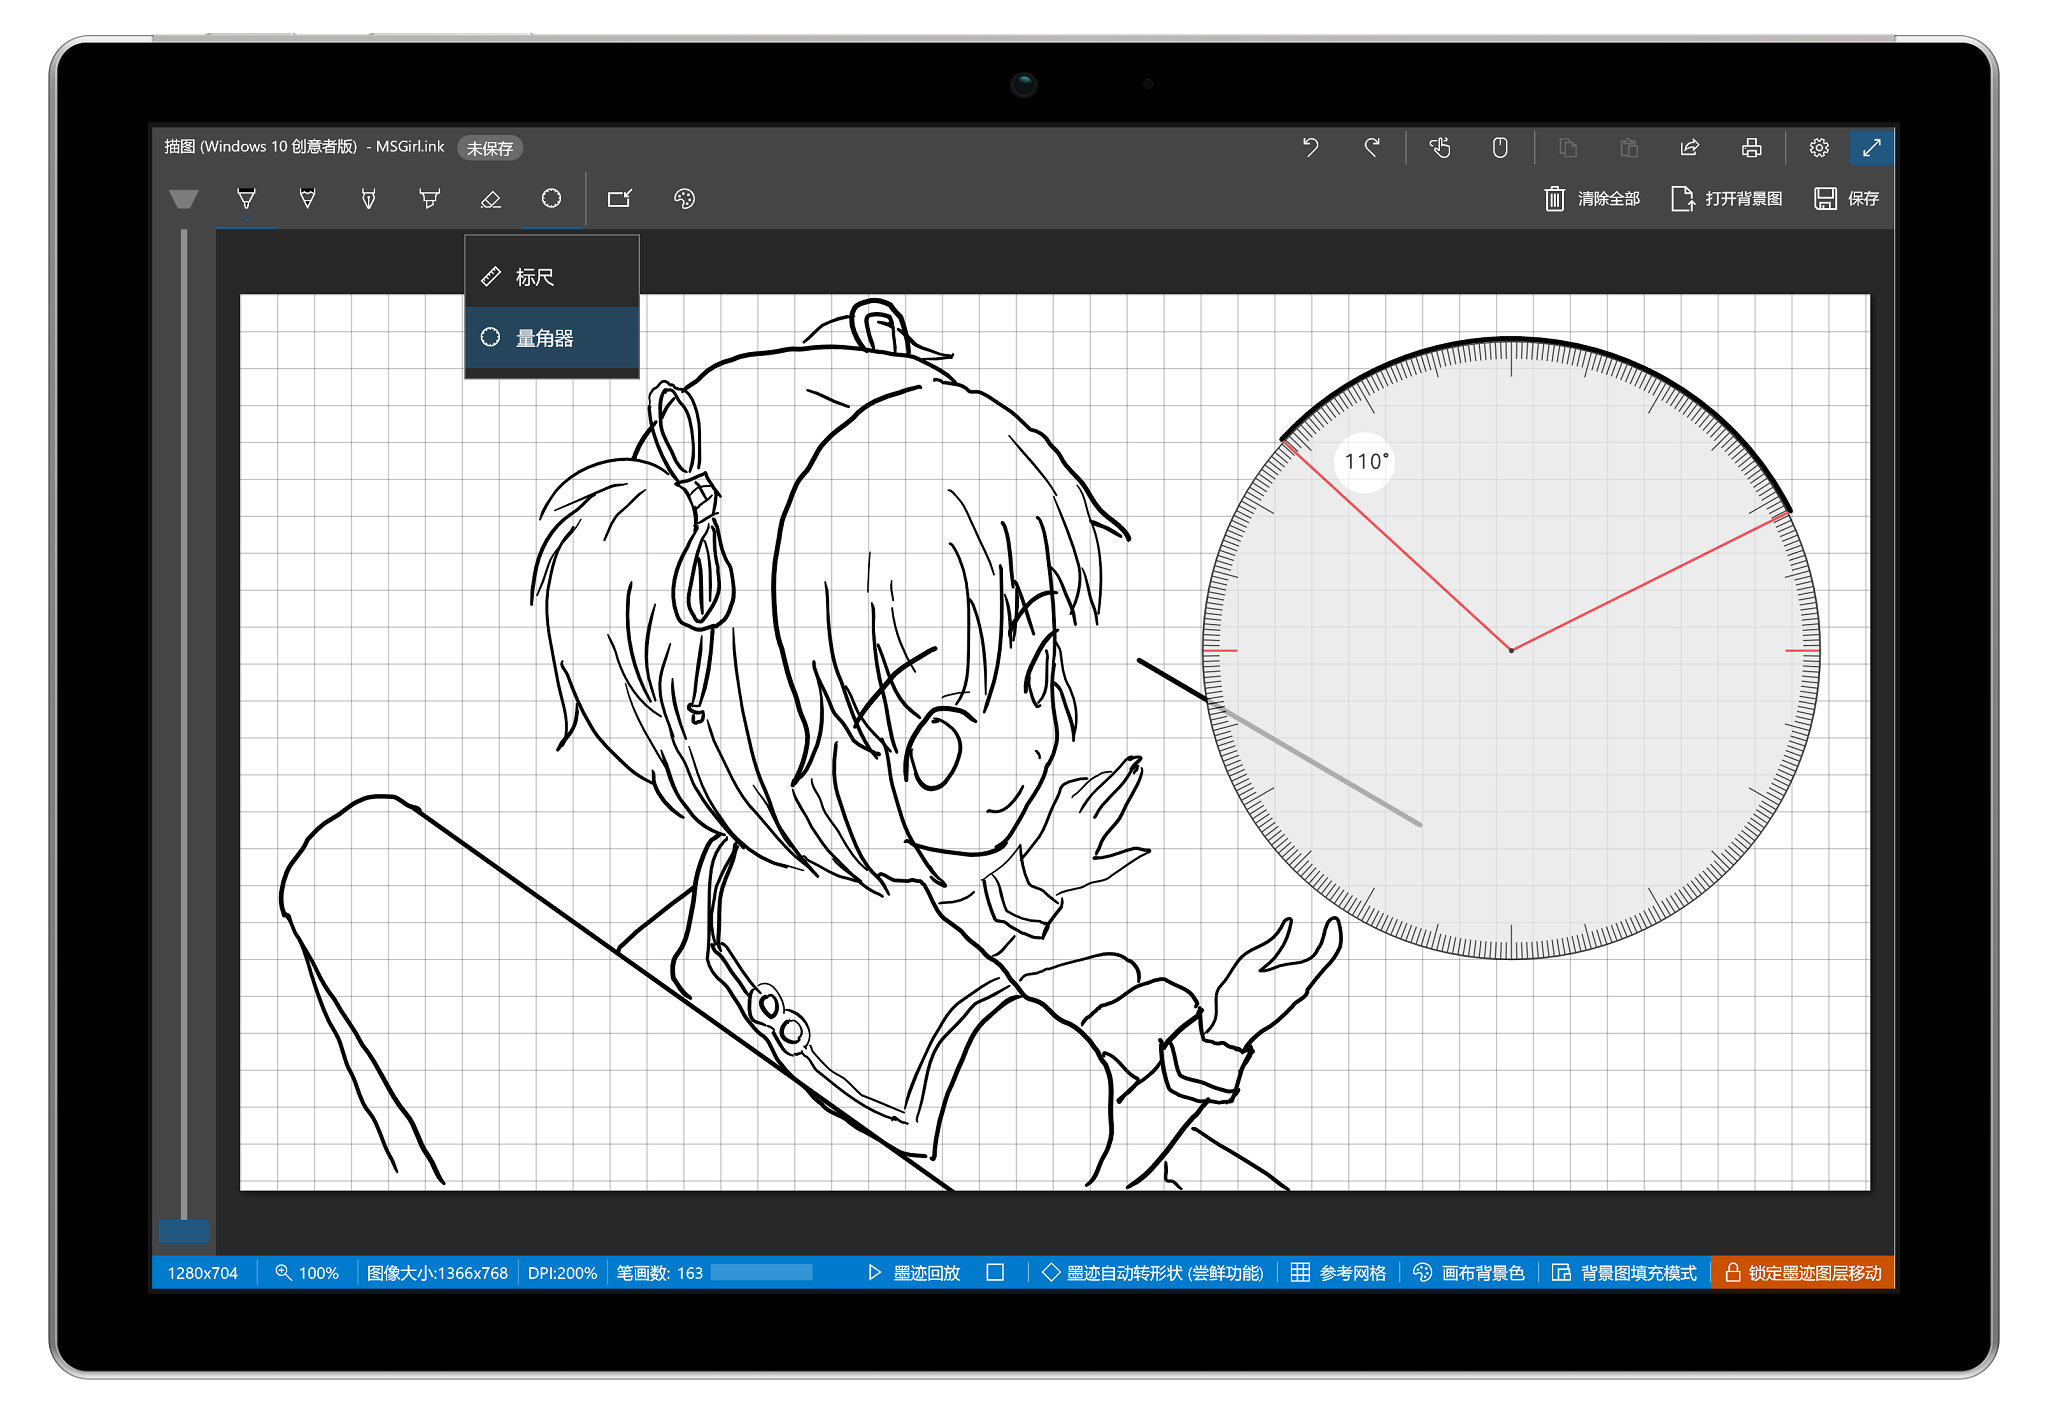 描图 (Windows 10 创意者版) - MSGirl.ink 未保存
清除全部 打开背景图 保存
标尺
量角器
110°
1280x704 100% 图像大小:1366x768 DPI:200% 笔画数: 163 墨迹回放 墨迹自动转形状 (尝鲜功能) 参考网格 画布背景色 背景图填充模式 锁定墨迹图层移动